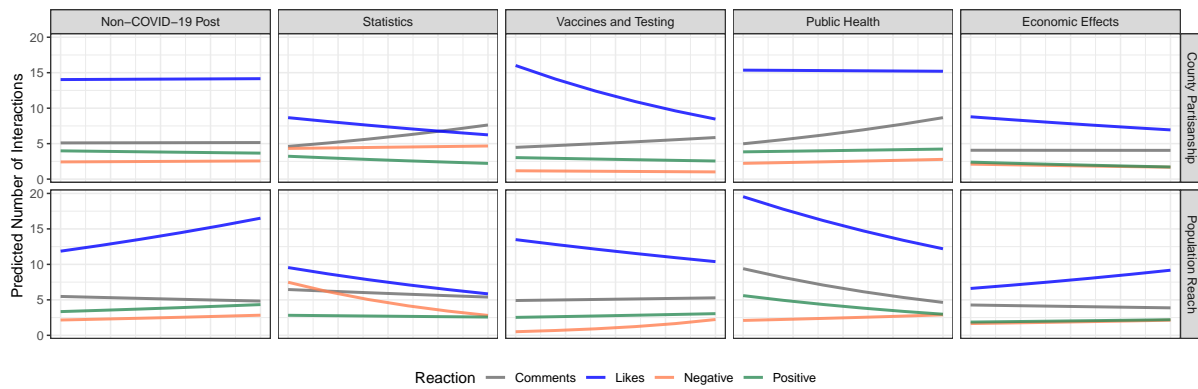 Non−COVID−19 Post
Statistics
Vaccines and Testing
Public Health
Economic Effects
Predicted Number of Interactions
20
15
10
5
0
County Partisanship
20
15
10
5
0
Population Reach
Reaction Comments Likes Negative Positive